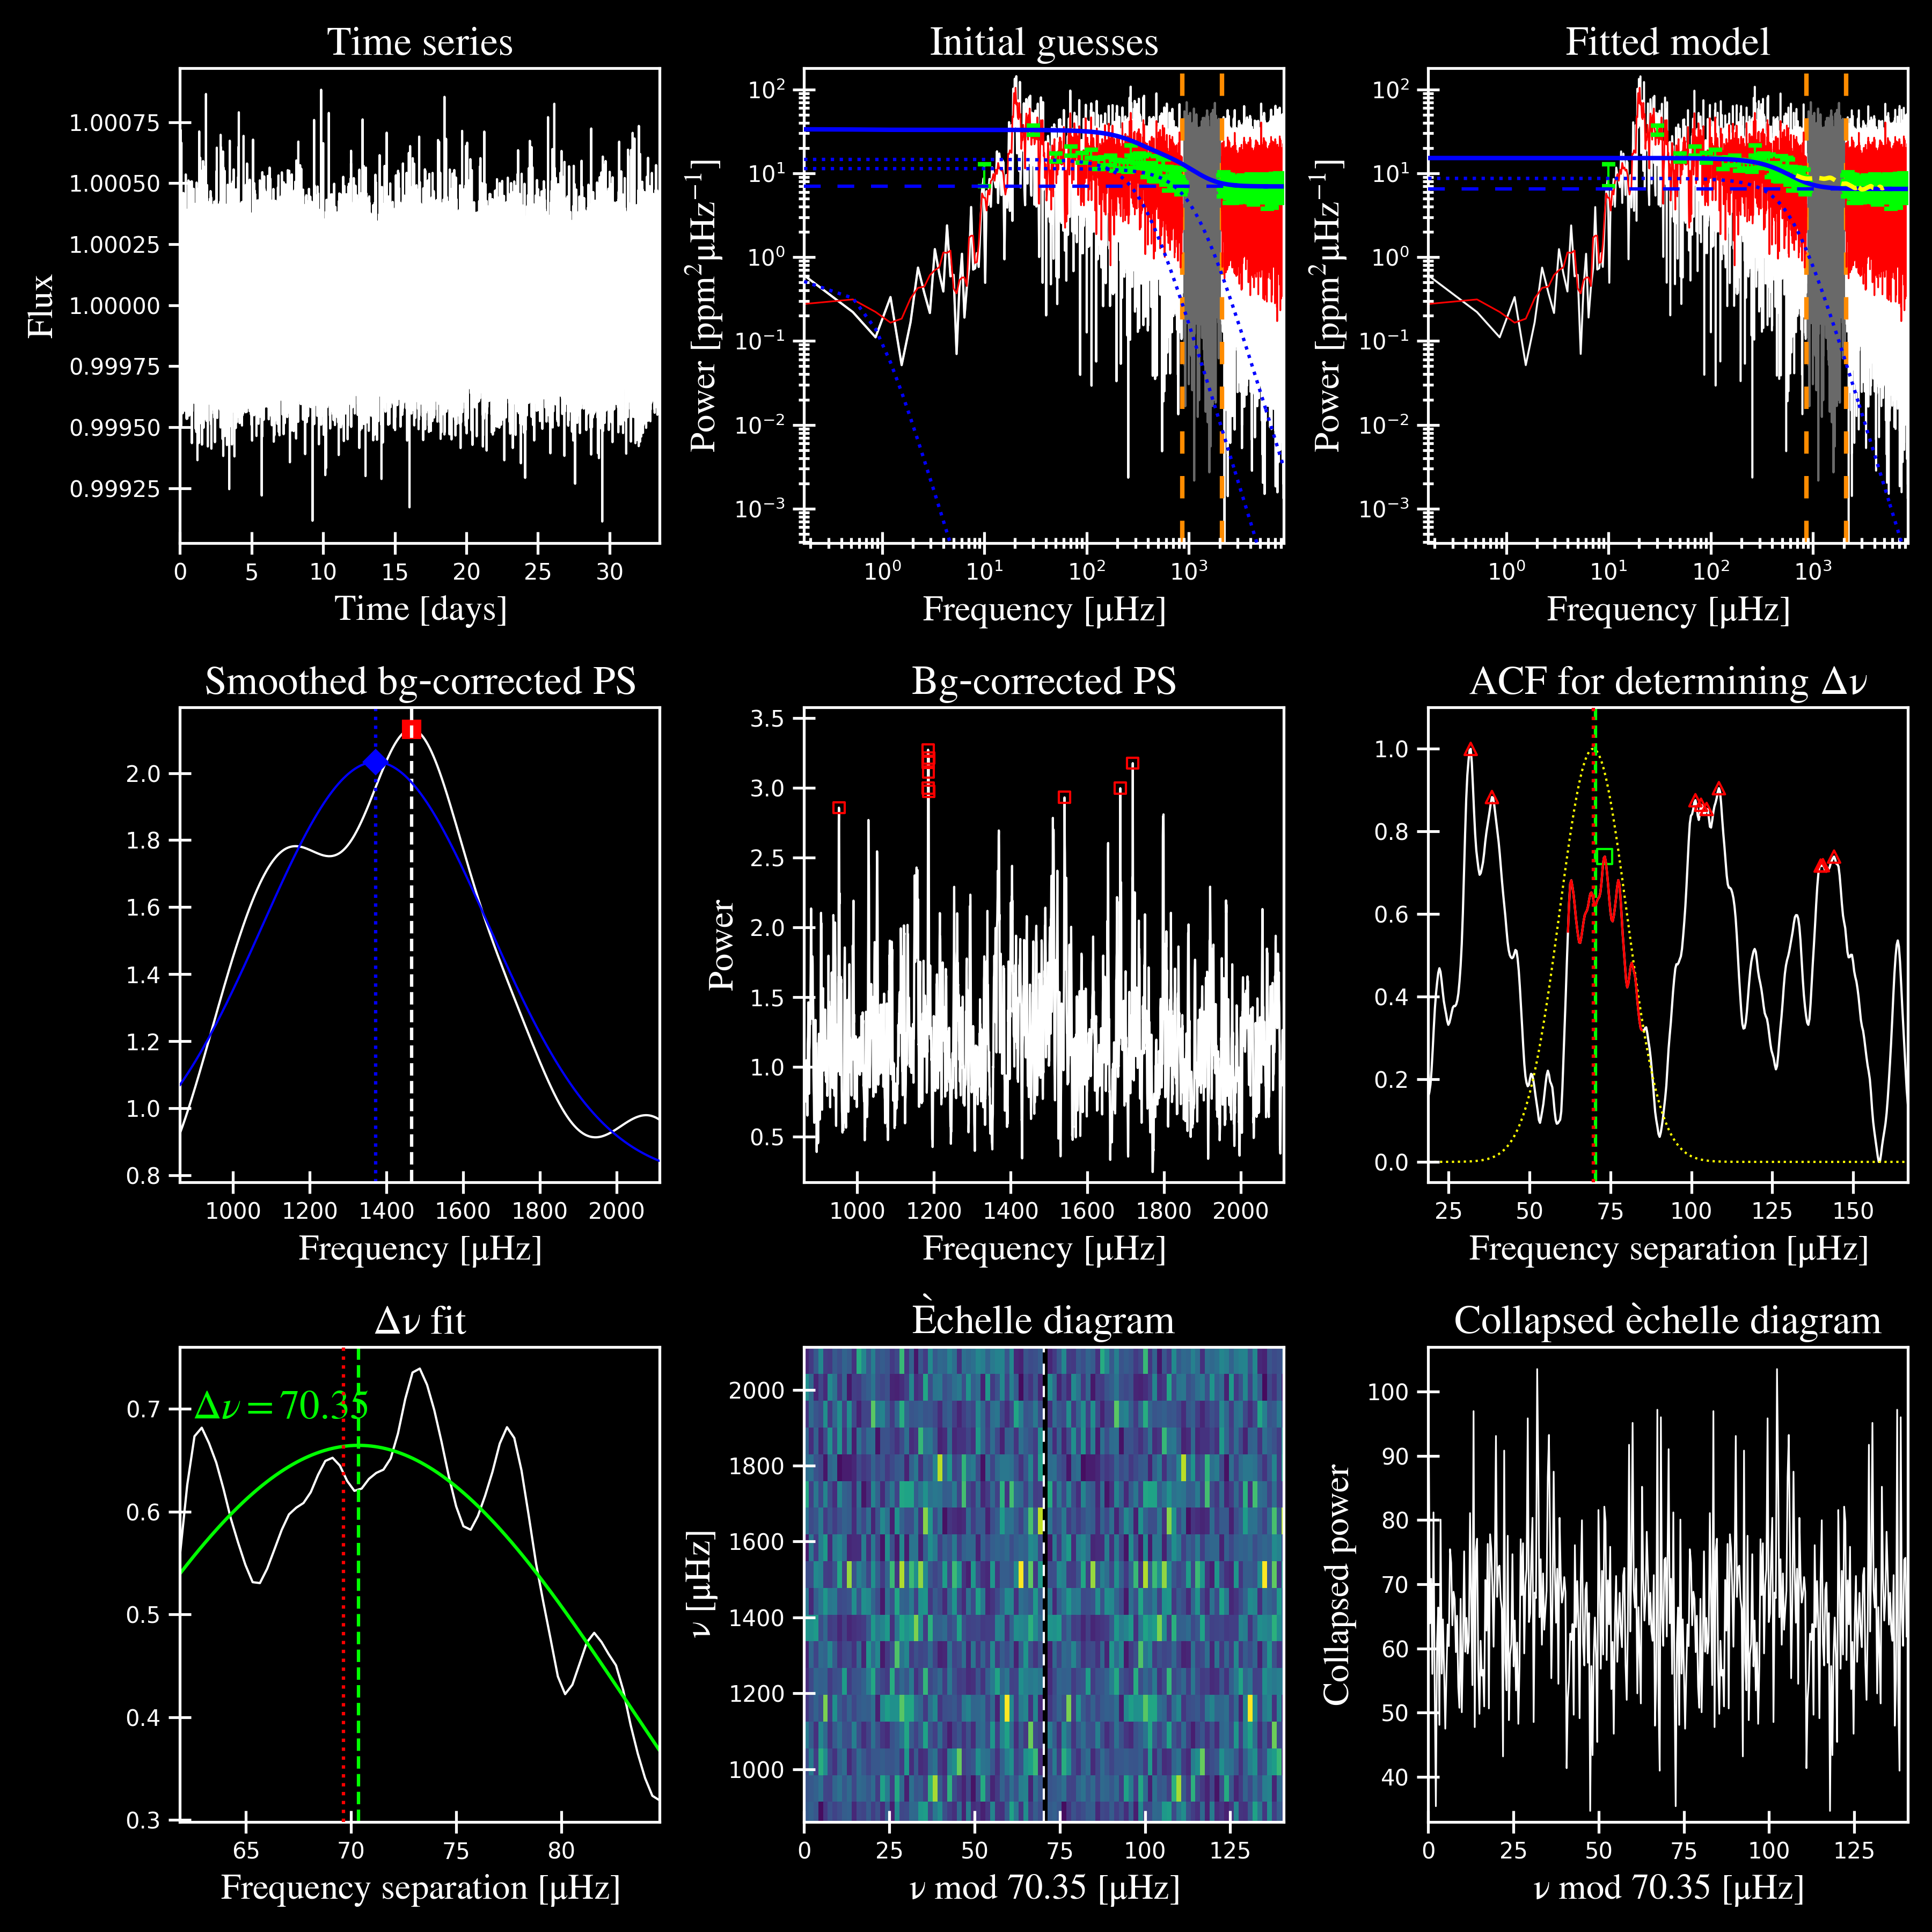 Time series
Initial guesses
Fitted model
Flux
1.00075
1.00050
1.00025
1.00000
0.99975
0.99950
0.99925
0 5 10 15 20 25 30
Time [days]
Power [ppm²μHz⁻¹]
10²
10¹
10⁰
10⁻¹
10⁻²
10⁻³
10⁰ 10¹ 10² 10³
Frequency [μHz]
Power [ppm²μHz⁻¹]
10²
10¹
10⁰
10⁻¹
10⁻²
10⁻³
10⁰ 10¹ 10² 10³
Frequency [μHz]
Smoothed bg-corrected PS
Bg-corrected PS
ACF for determining Δν
2.0
1.8
1.6
1.4
1.2
1.0
0.8
1000 1200 1400 1600 1800 2000
Frequency [μHz]
Power
3.5
3.0
2.5
2.0
1.5
1.0
0.5
1000 1200 1400 1600 1800 2000
Frequency [μHz]
1.0
0.8
0.6
0.4
0.2
0.0
25 50 75 100 125 150
Frequency separation [μHz]
Δν fit
Èchelle diagram
Collapsed èchelle diagram
Δν = 70.35
0.7
0.6
0.5
0.4
0.3
65 70 75 80
Frequency separation [μHz]
ν [μHz]
2000
1800
1600
1400
1200
1000
0 25 50 75 100 125
ν mod 70.35 [μHz]
Collapsed power
100
90
80
70
60
50
40
0 25 50 75 100 125
ν mod 70.35 [μHz]